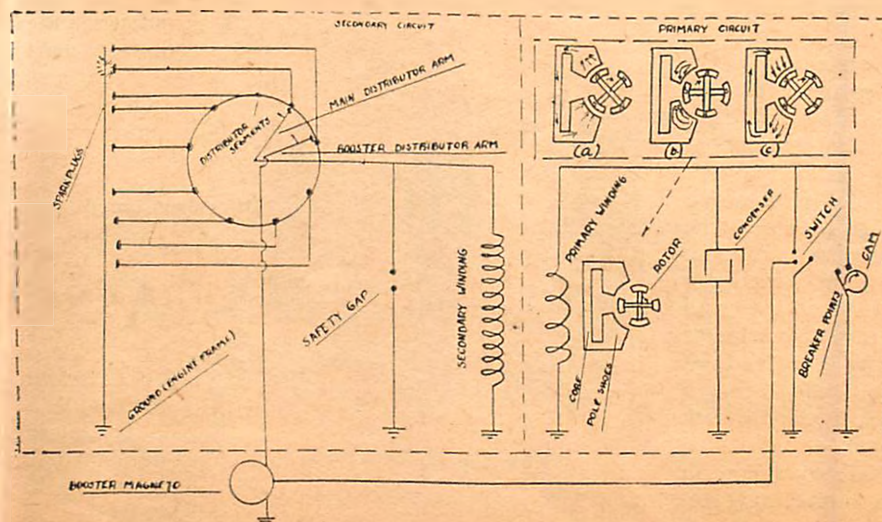 SECONDARY CIRCUIT
PRIMARY CIRCUIT
MAIN DISTRIBUTOR ARM
DISTRIBUTOR
SEGMENTS
BOOSTER DISTRIBUTOR ARM
(a)
(b)
(c)
SPARK PLUGS
PRIMARY WINDING
ROTOR
CONDENSER
SWITCH
CAM
SAFETY GAP
SECONDARY WINDING
GROUND (ENGINE FRAME)
CORE
POLE SHOES
BREAKER POINTS
BOOSTER MAGNETO